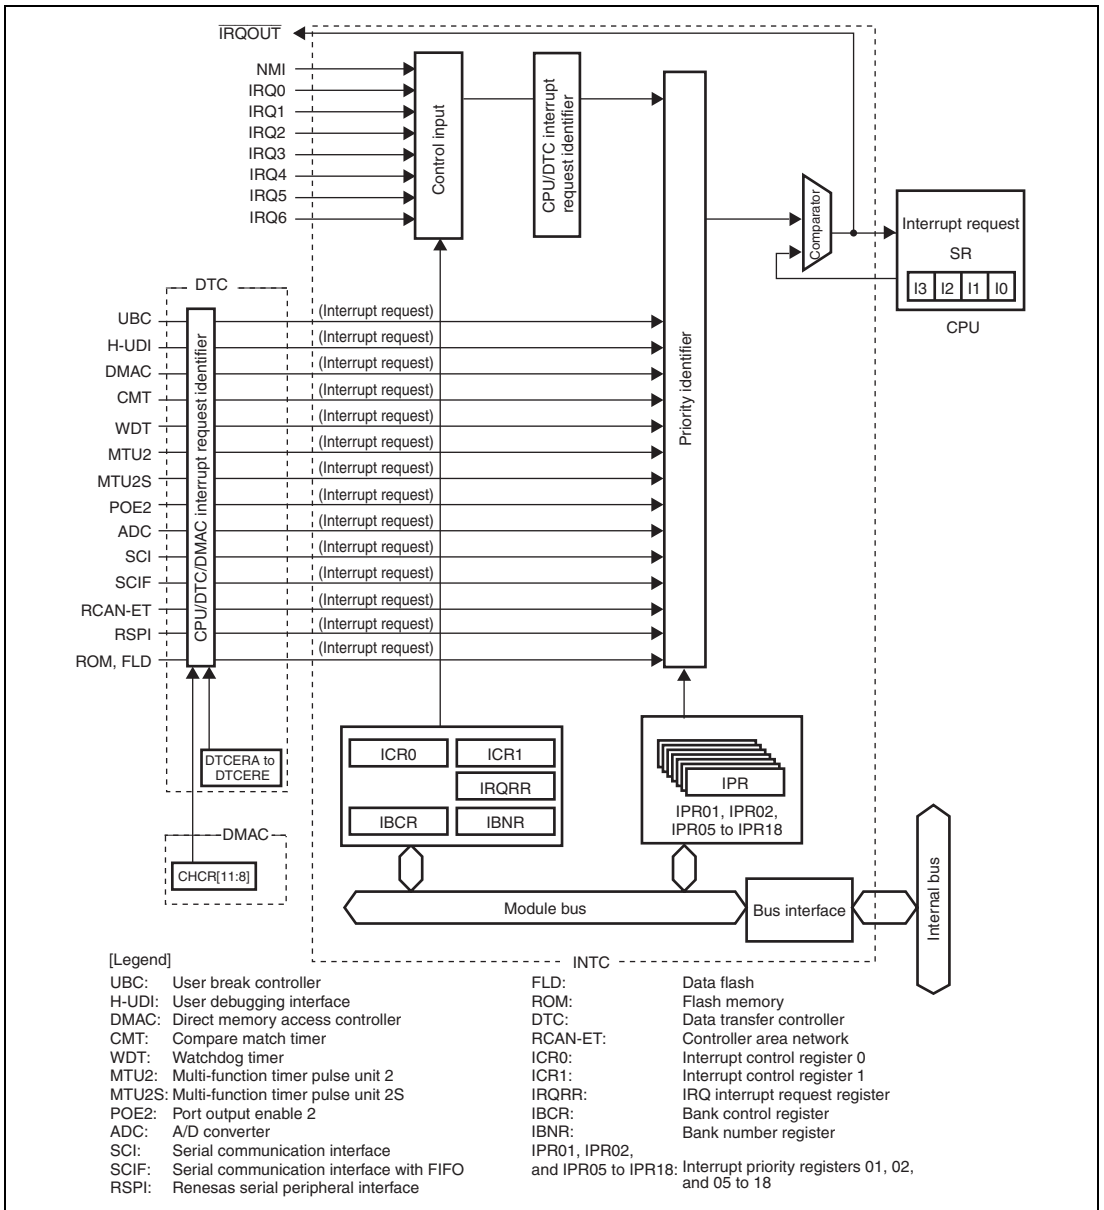 IRQOUT
NMI
IRQ0
IRQ1
IRQ2
IRQ3
IRQ4
IRQ5
IRQ6
Control input
CPU/DTC interrupt
request identifier
Comparator
Interrupt request
SR
I3 I2 I1 I0
CPU
DTC
UBC
H-UDI
DMAC
CMT
WDT
MTU2
MTU2S
POE2
ADC
SCI
SCIF
RCAN-ET
RSPI
ROM, FLD
CPU/DTC/DMAC interrupt request identifier
(Interrupt request)
(Interrupt request)
(Interrupt request)
(Interrupt request)
(Interrupt request)
(Interrupt request)
(Interrupt request)
(Interrupt request)
(Interrupt request)
(Interrupt request)
(Interrupt request)
(Interrupt request)
(Interrupt request)
(Interrupt request)
Priority identifier
DTCERA to
DTCERE
DMAC
CHCR[11:8]
ICR0
ICR1
IRQRR
IBCR
IBNR
IPR
IPR01, IPR02,
IPR05 to IPR18
Module bus
Bus interface
Internal bus
INTC
[Legend]
UBC: User break controller
H-UDI: User debugging interface
DMAC: Direct memory access controller
CMT: Compare match timer
WDT: Watchdog timer
MTU2: Multi-function timer pulse unit 2
MTU2S: Multi-function timer pulse unit 2S
POE2: Port output enable 2
ADC: A/D converter
SCI: Serial communication interface
SCIF: Serial communication interface with FIFO
RSPI: Renesas serial peripheral interface
FLD: Data flash
ROM: Flash memory
DTC: Data transfer controller
RCAN-ET: Controller area network
ICR0: Interrupt control register 0
ICR1: Interrupt control register 1
IRQRR: IRQ interrupt request register
IBCR: Bank control register
IBNR: Bank number register
IPR01, IPR02,
and IPR05 to IPR18: Interrupt priority registers 01, 02,
and 05 to 18